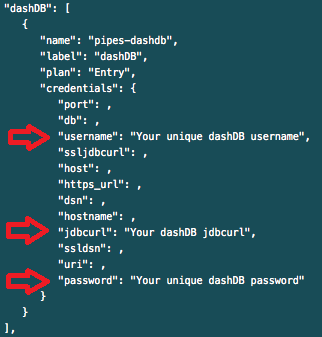 "dashDB": [
{
"name": "pipes-dashdb",
"label": "dashDB",
"plan": "Entry",
"credentials": {
"port": ,
"db": ,
"username": "Your unique dashDB username",
"ssljdbcurl": ,
"host": ,
"https_url": ,
"dsn": ,
"hostname": ,
"jdbcurl": "Your dashDB jdbcurl",
"ssldsn": ,
"uri": ,
"password": "Your unique dashDB password"
}
}
],